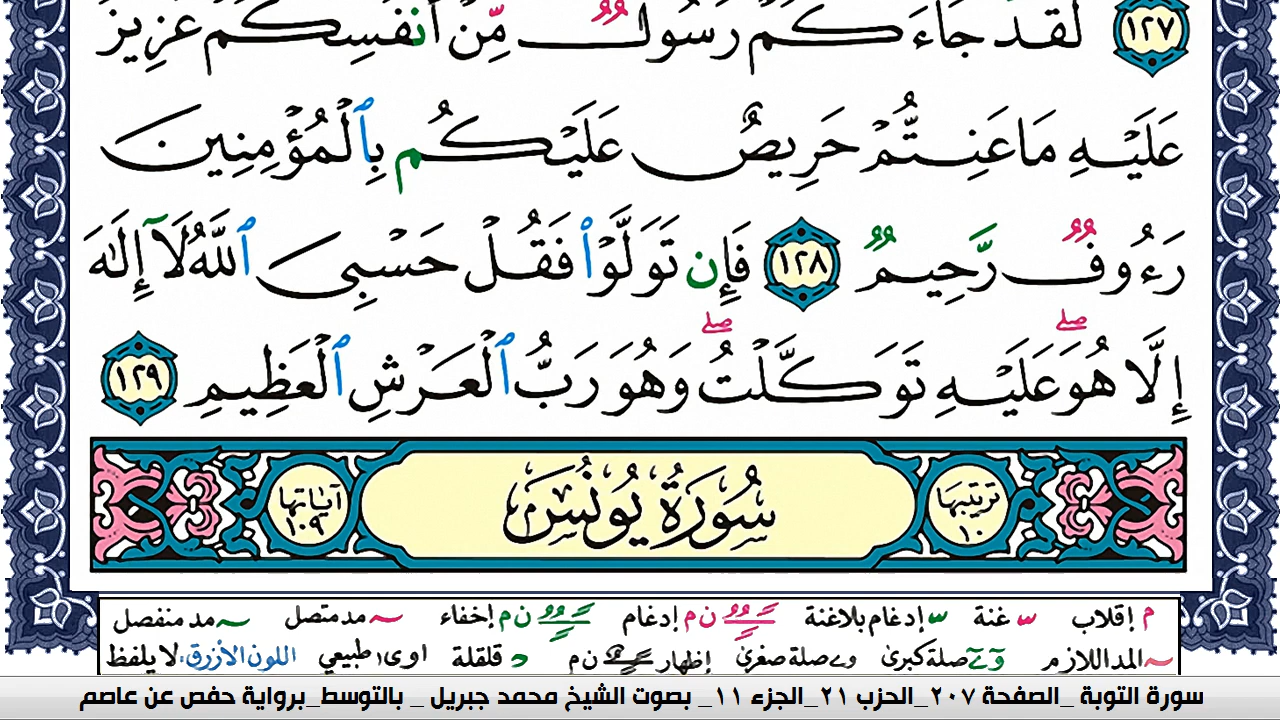 ١٢٧ لَقَدْ جَاءَكُمْ رَسُولٌ مِّنْ أَنفُسِكُمْ عَزِيزٌ
عَلَيْهِ مَا عَنِتُّمْ حَرِيصٌ عَلَيْكُم بِٱلْمُؤْمِنِينَ
رَءُوفٌ رَّحِيمٌ ١٢٨ فَإِن تَوَلَّوْا۟ فَقُلْ حَسْبِىَ ٱللَّهُ لَآ إِلَٰهَ
إِلَّا هُوَ ۖ عَلَيْهِ تَوَكَّلْتُ ۖ وَهُوَ رَبُّ ٱلْعَرْشِ ٱلْعَظِيمِ ١٢٩
ترتيبها ١٠ سُورَةُ يُونُسَ آياتها ١٠٩
م إقلاب س غنة س إدغام بلاغنة ن م إدغام ن م إخفاء مد متصل مد منفصل
المد اللازم صلة كبرى صلة صغرى إظهار ن م قلقلة د اوى طبيعي اللون الأزرق: لا يلفظ
سورة التوبة _الصفحة ٢٠٧_الحزب ٢١_الجزء ١١_ بصوت الشيخ محمد جبريل _ بالتوسط_برواية حفص عن عاصم